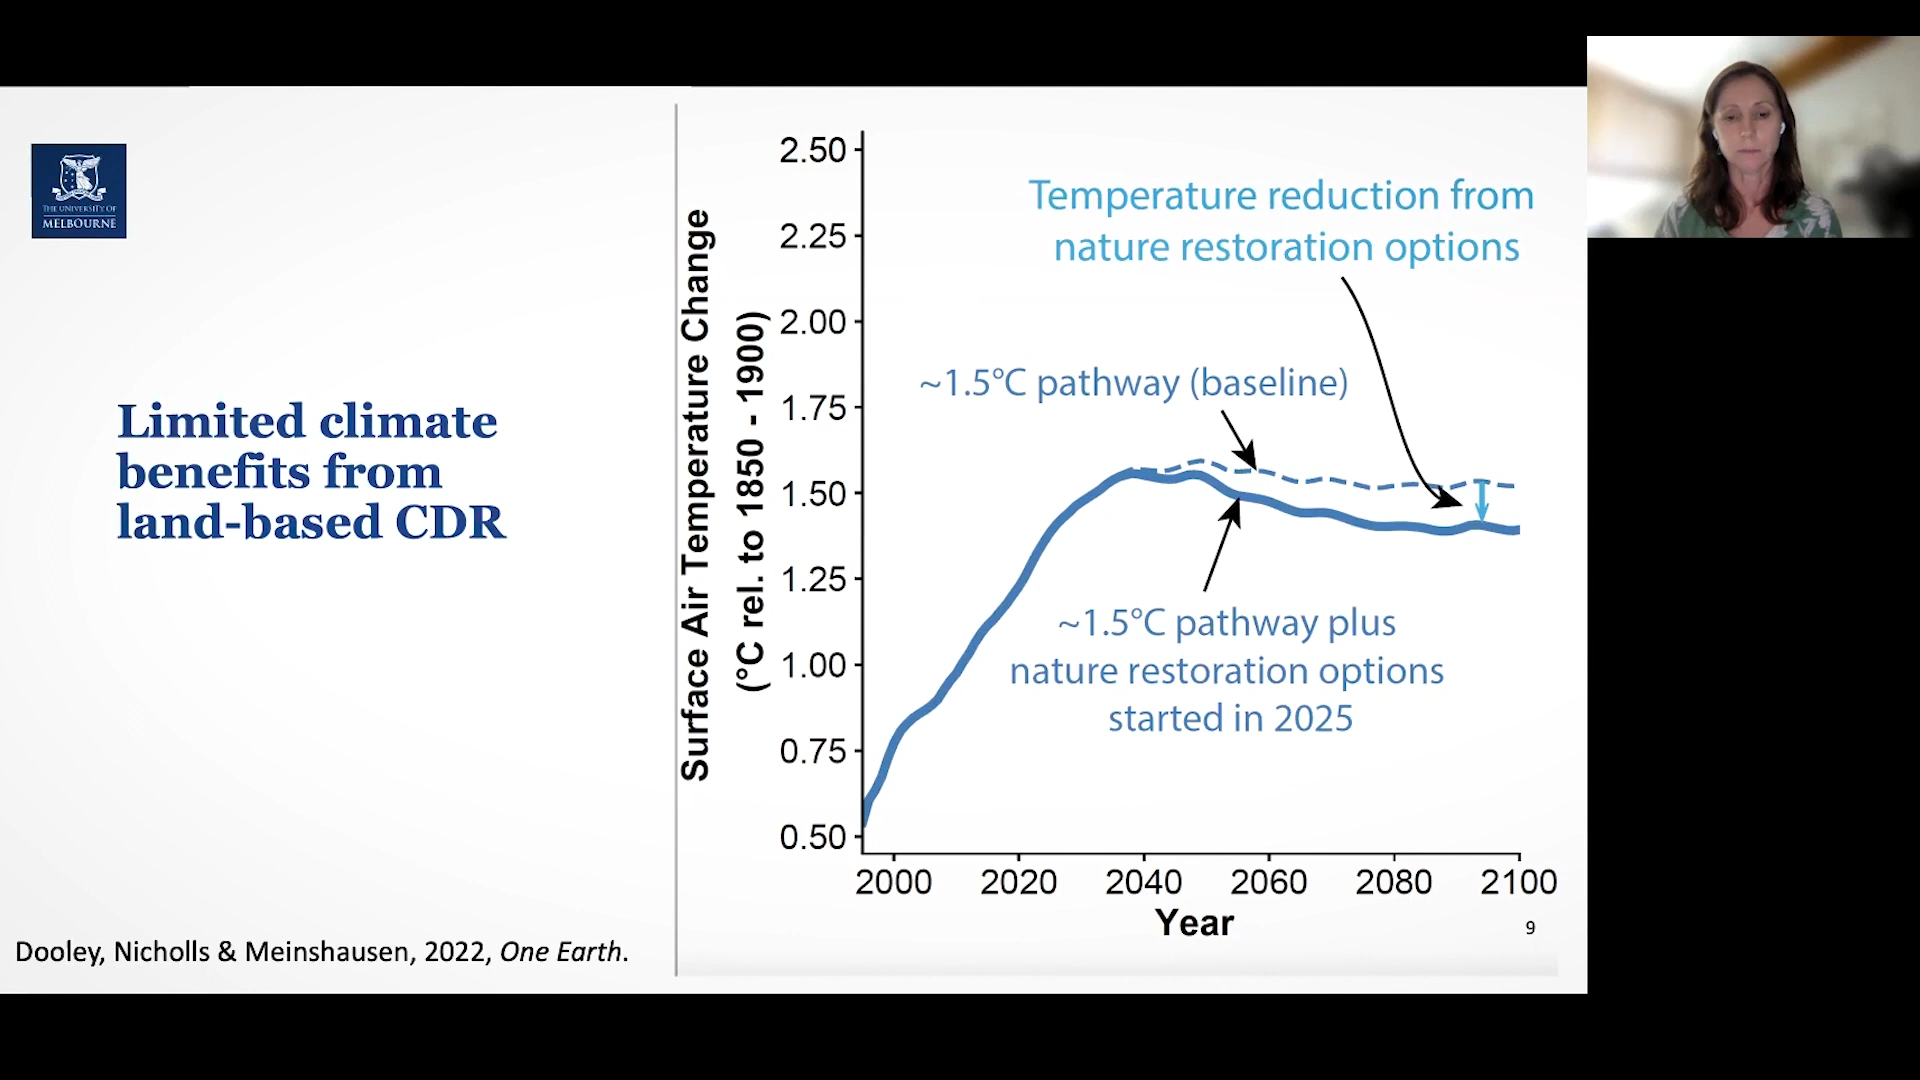 THE UNIVERSITY OF
MELBOURNE
Limited climate
benefits from
land-based CDR
Dooley, Nicholls & Meinshausen, 2022, One Earth.
Surface Air Temperature Change
(°C rel. to 1850 - 1900)
2.50
2.25
2.00
1.75
1.50
1.25
1.00
0.75
0.50
Temperature reduction from
nature restoration options
~1.5°C pathway (baseline)
~1.5°C pathway plus
nature restoration options
started in 2025
2000 2020 2040 2060 2080 2100
Year
9